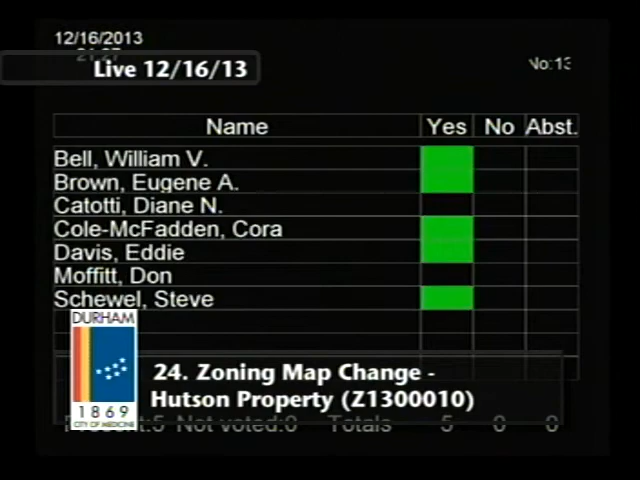 12/16/2013
21:27
Live 12/16/13
No:13
Name Yes No Abst.
Bell, William V.
Brown, Eugene A.
Catotti, Diane N.
Cole-McFadden, Cora
Davis, Eddie
Moffitt, Don
Schewel, Steve
DURHAM
1869
CITY OF MEDICINE
24. Zoning Map Change -
Hutson Property (Z1300010)
Not voted:0 Totals 5 0 0